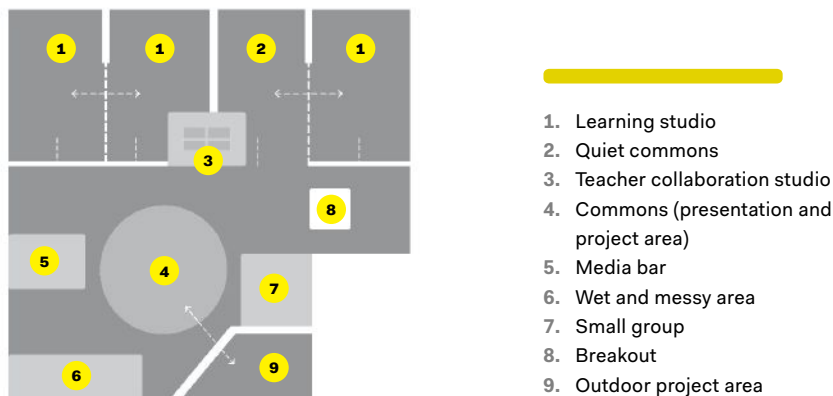 1
1
2
1
3
8
5
4
7
6
9
1. Learning studio
2. Quiet commons
3. Teacher collaboration studio
4. Commons (presentation and
project area)
5. Media bar
6. Wet and messy area
7. Small group
8. Breakout
9. Outdoor project area